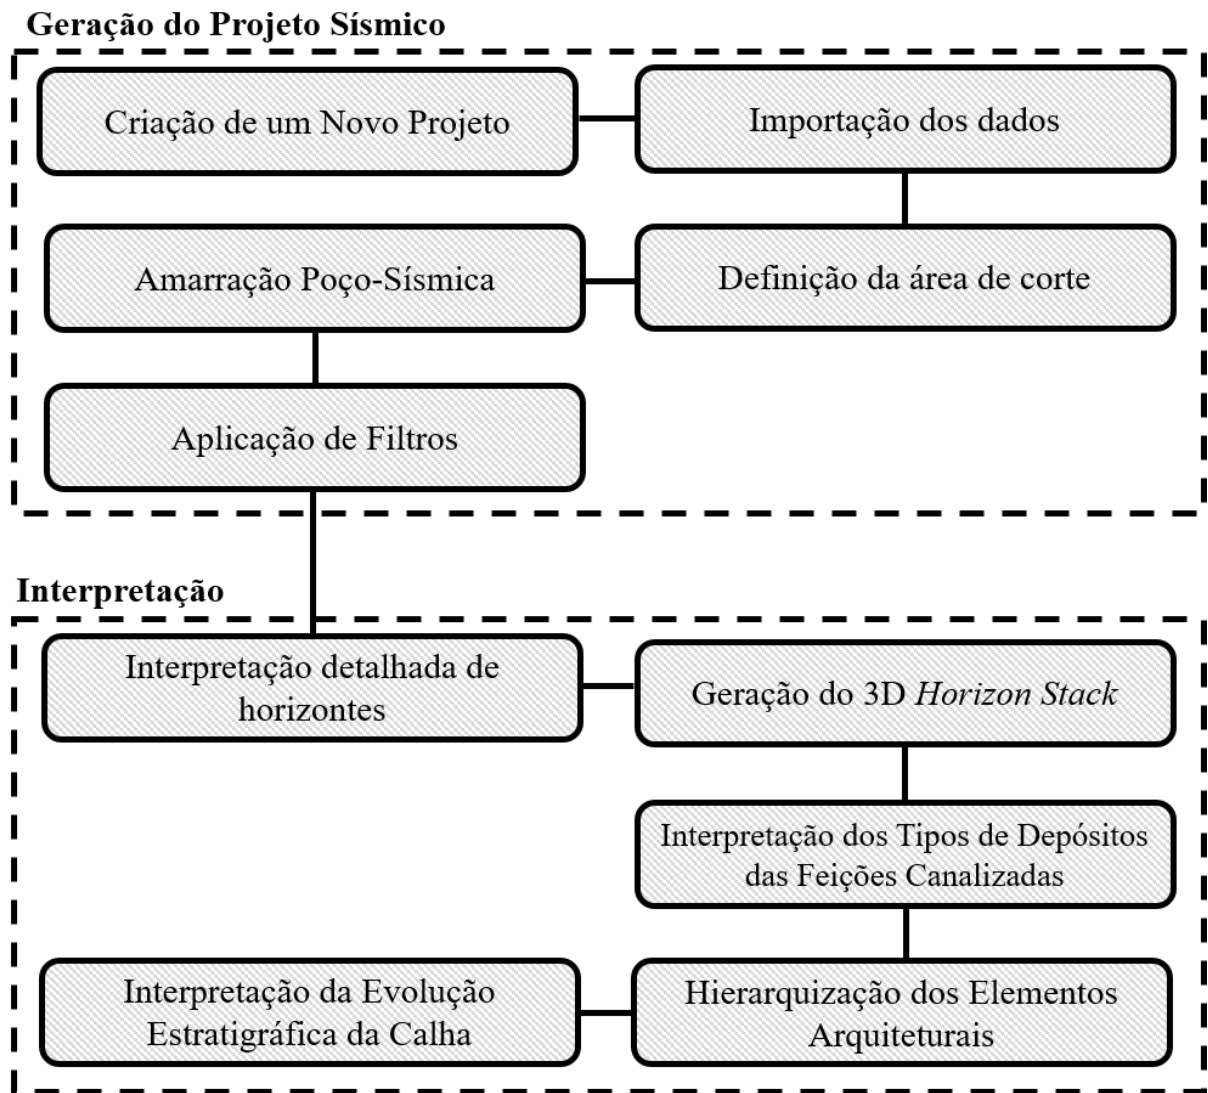 Geração do Projeto Sísmico
Criação de um Novo Projeto
Importação dos dados
Amarração Poço-Sísmica
Definição da área de corte
Aplicação de Filtros
Interpretação
Interpretação detalhada de
horizontes
Geração do 3D Horizon Stack
Interpretação dos Tipos de Depósitos
das Feições Canalizadas
Interpretação da Evolução
Estratigráfica da Calha
Hierarquização dos Elementos
Arquiteturais